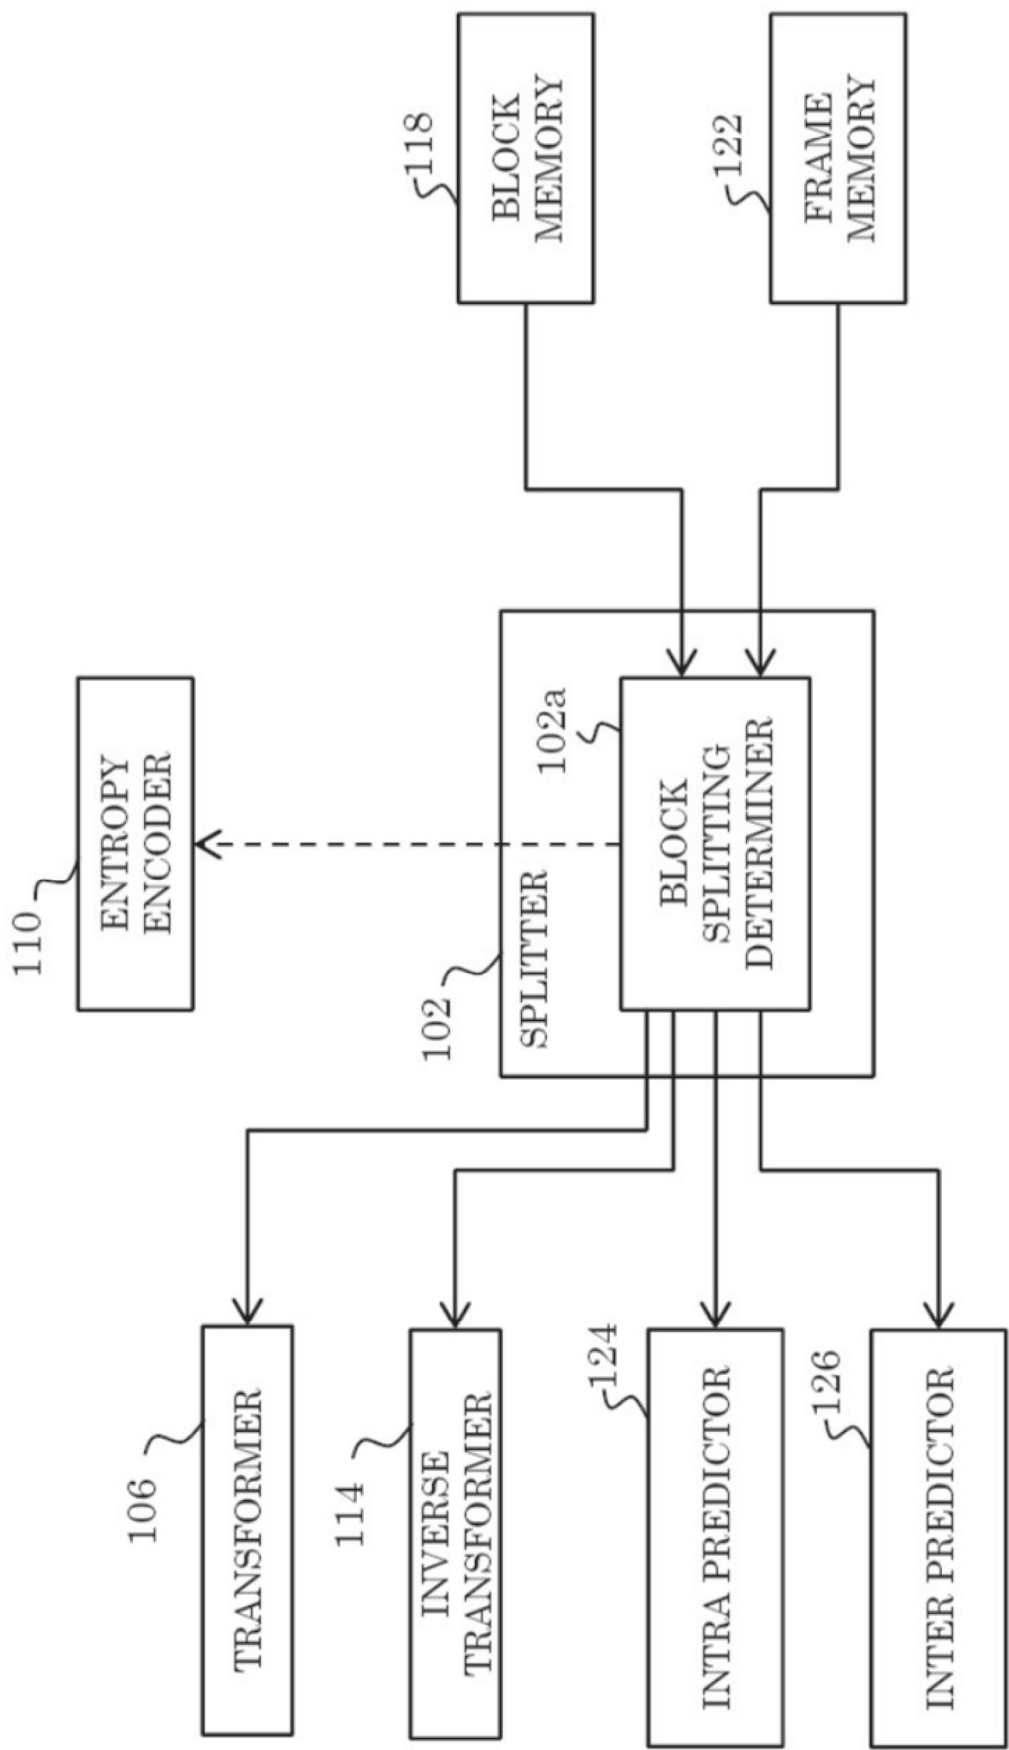 110
ENTROPY
ENCODER
118
BLOCK
MEMORY
122
FRAME
MEMORY
102
SPLITTER
102a
BLOCK
SPLITTING
DETERMINER
106
TRANSFORMER
114
INVERSE
TRANSFORMER
124
INTRA PREDICTOR
126
INTER PREDICTOR